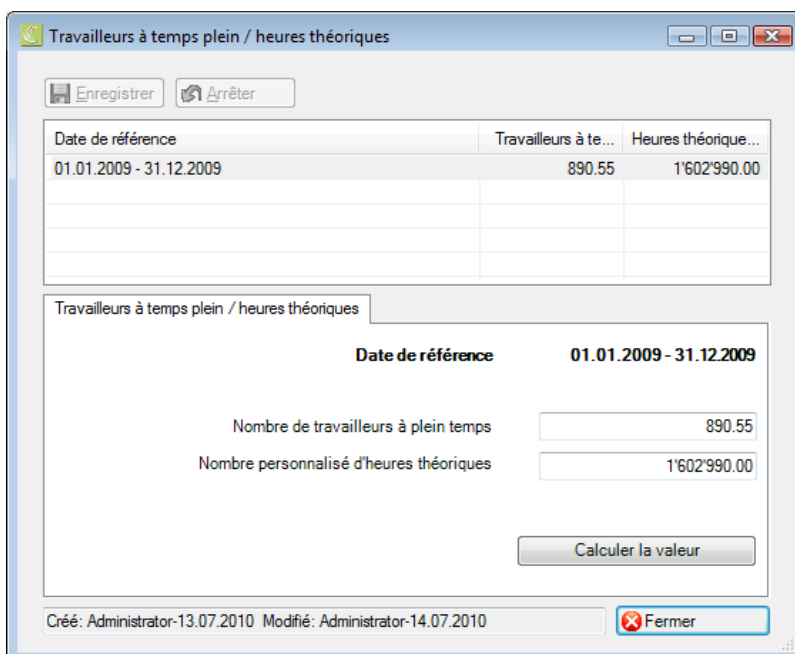 Travailleurs à temps plein / heures théoriques
Enregistrer Arrêter
Date de référence Travailleurs à te... Heures théorique...
01.01.2009 - 31.12.2009 890.55 1'602'990.00
Travailleurs à temps plein / heures théoriques
Date de référence 01.01.2009 - 31.12.2009
Nombre de travailleurs à plein temps 890.55
Nombre personnalisé d'heures théoriques 1'602'990.00
Calculer la valeur
Créé: Administrator-13.07.2010 Modifié: Administrator-14.07.2010 Fermer